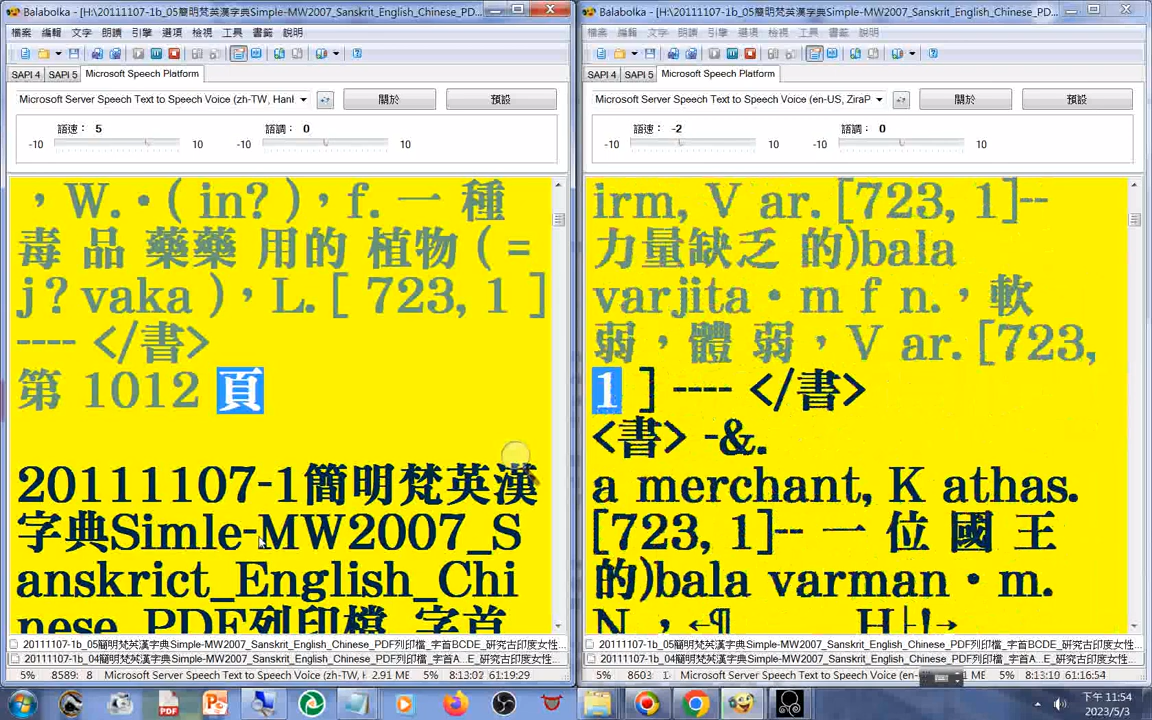 Balabolka - [H:\20111107-1b_05簡明梵英漢字典Simple-MW2007_Sanskrit_English_Chinese_PD...
檔案 編輯 文字 朗讀 引擎 選項 檢視 工具 書籤 說明
SAPI 4 SAPI 5 Microsoft Speech Platform
Microsoft Server Speech Text to Speech Voice (zh-TW, Hanl
關於 預設
語速： 5 語調： 0
-10 10 -10 10
，W.·( in? )，f. 一 種
毒 品 藥藥 用的 植物 ( =
j? vaka )，L. [ 723, 1 ]
---- </書>
第 1012 頁
20111107-1簡明梵英漢
字典Simle-MW2007_S
anskrict_English_Chi
nese_PDF列印檔_字首
20111107-1b_05簡明梵英漢字典Simple-MW2007_Sanskrit_English_Chinese_PDF列印檔_字首BCDE_研究古印度女性...
20111107-1b_04簡明梵英漢字典Simple-MW2007_Sanskrit_English_Chinese_PDF列印檔_字首A...E_研究古印度女性...
5% 8589: 8 Microsoft Server Speech Text to Speech Voice (zh-TW, H 2.91 ME 5% 8:13:02 61:19:29
Balabolka - [H:\20111107-1b_05簡明梵英漢字典Simple-MW2007_Sanskrit_English_Chinese_PD...
檔案 編輯 文字 朗讀 引擎 選項 檢視 工具 書籤 說明
SAPI 4 SAPI 5 Microsoft Speech Platform
Microsoft Server Speech Text to Speech Voice (en-US, ZiraP
關於 預設
語速： -2 語調： 0
-10 10 -10 10
irm, V ar. [723, 1]--
力量缺乏 的)bala
varjita·m f n.，軟
弱，體 弱，V ar. [723,
1 ] ---- </書>
<書> -&.
a merchant, K athas.
[723, 1]-- 一 位 國 王
的)bala varman·m.
20111107-1b_05簡明梵英漢字典Simple-MW2007_Sanskrit_English_Chinese_PDF列印檔_字首BCDE_研究古印度女性...
20111107-1b_04簡明梵英漢字典Simple-MW2007_Sanskrit_English_Chinese_PDF列印檔_字首A...E_研究古印度女性...
5% 8603 Microsoft Server Speech Text to Speech Voice (en-US, 5% 8:13:10 61:16:54
PDF
下午 11:54
2023/5/3